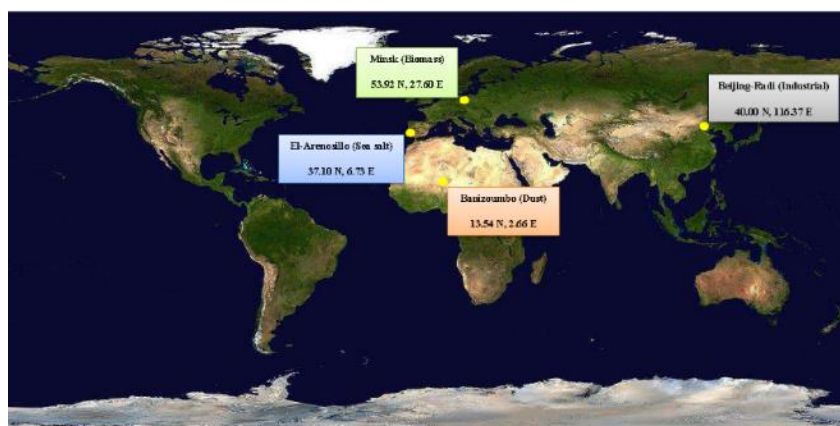 Minsk (Biomass)
53.92 N, 27.60 E
Beijing-Radi (Industrial)
40.00 N, 116.37 E
El-Arenosillo (Sea salt)
37.10 N, 6.73 E
Banizoumbo (Dust)
13.54 N, 2.66 E